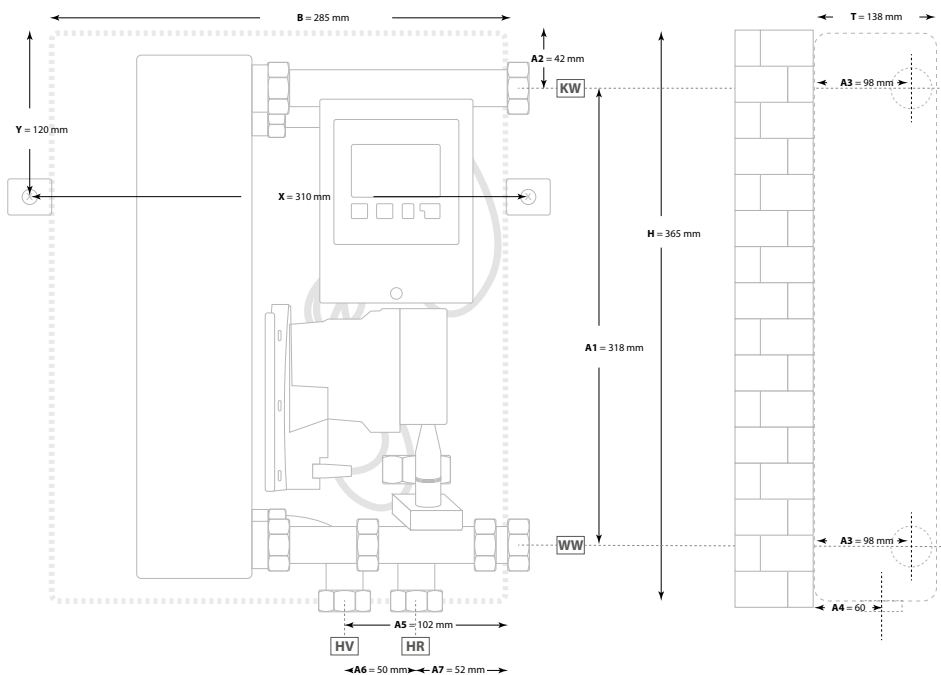 B = 285 mm
T = 138 mm
A2 = 42 mm
A3 = 98 mm
KW
Y = 120 mm
X = 310 mm
H = 365 mm
A1 = 318 mm
WW
A3 = 98 mm
A4 = 60
A5 = 102 mm
HV
HR
A6 = 50 mm
A7 = 52 mm